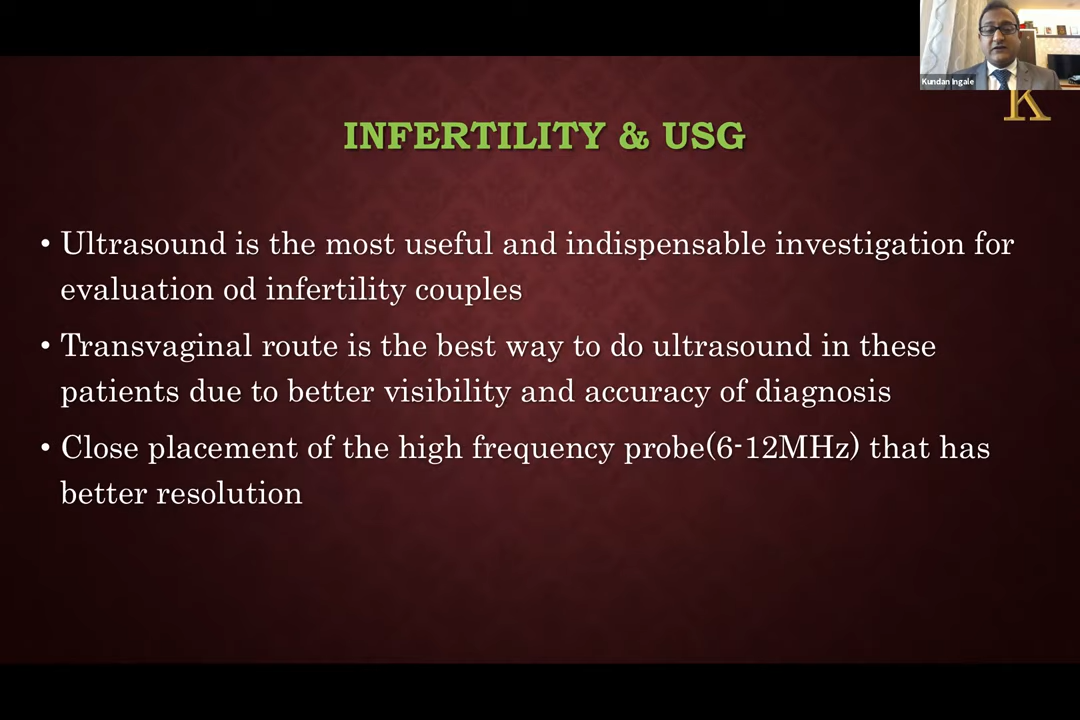 Kundan Ingale
K
INFERTILITY & USG
• Ultrasound is the most useful and indispensable investigation for
evaluation od infertility couples
• Transvaginal route is the best way to do ultrasound in these
patients due to better visibility and accuracy of diagnosis
• Close placement of the high frequency probe(6-12MHz) that has
better resolution